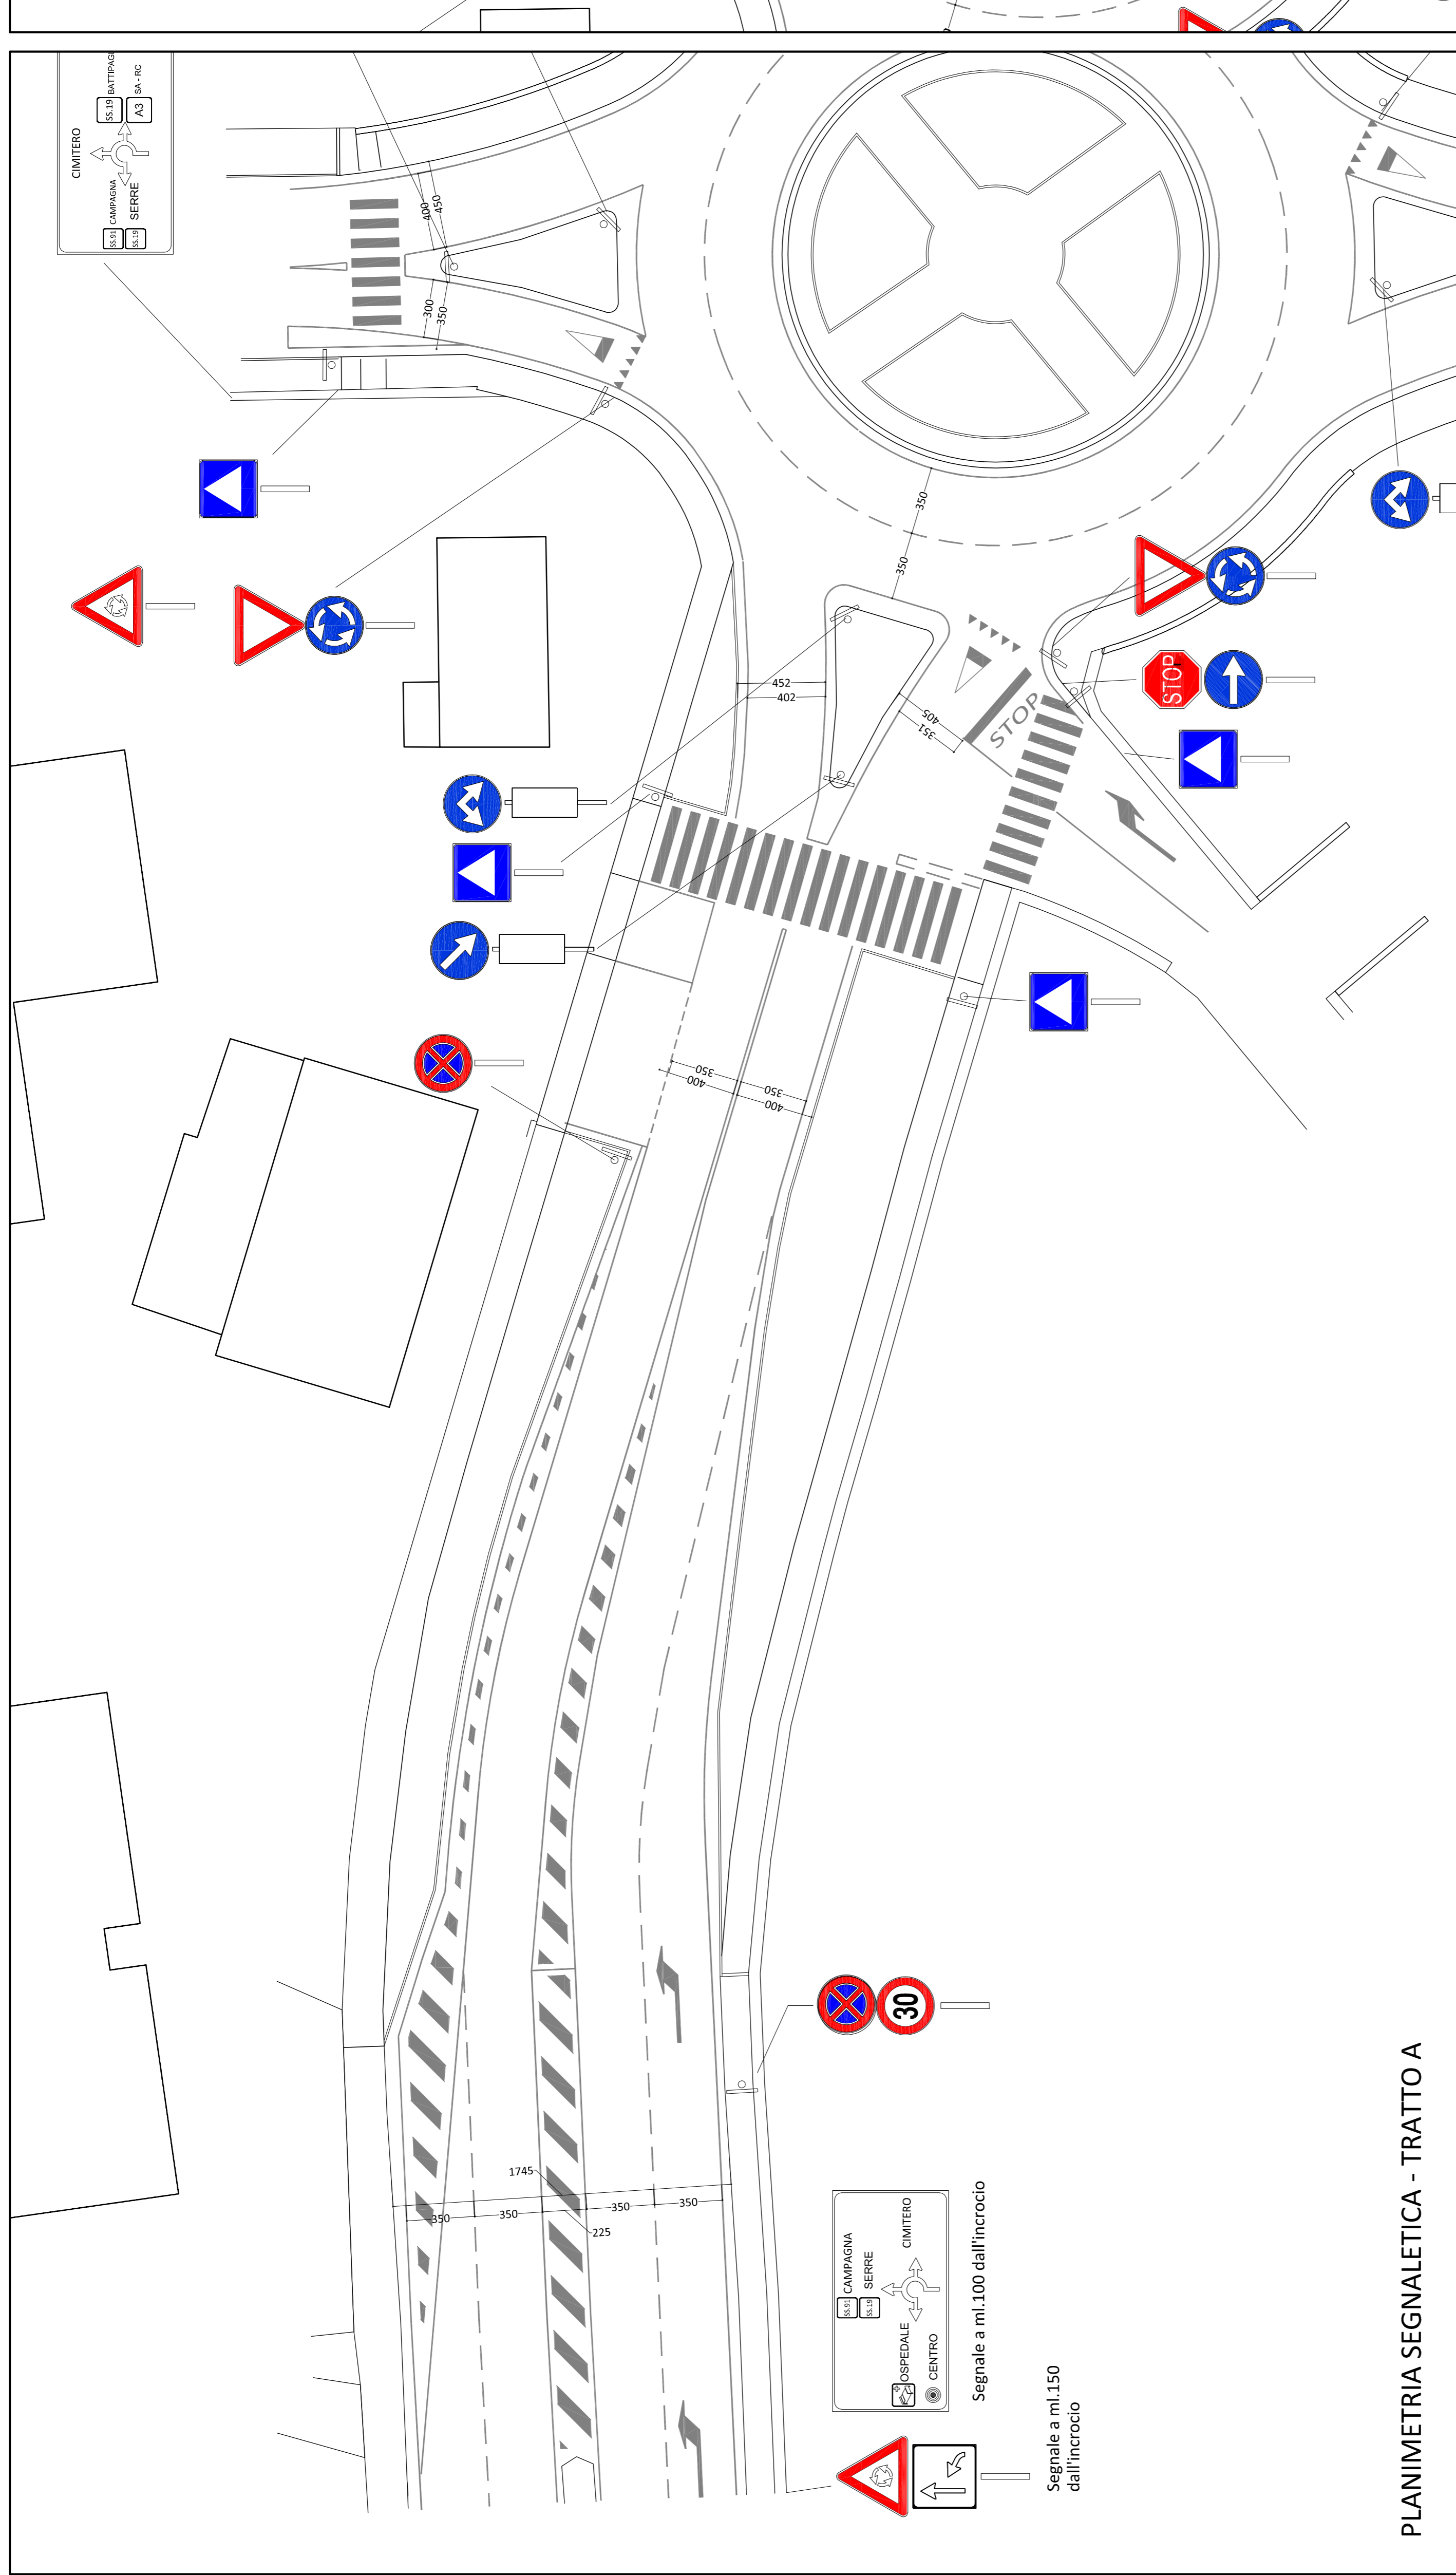 CIMITERO
SS.19 BATTIPAGI
A3 SA - RC
SS.91 CAMPAGNA
SS.19 SERRE
400
450
300
350
350
350
452
402
405
351
STOP
STOP
350
400
350
400
30
1745
350
350
350
350
225
SS.91 CAMPAGNA
SS.19 SERRE
CIMITERO
OSPEDALE
CENTRO
Segnale a ml.100 dall'incrocio
Segnale a ml.150
dall'incrocio
PLANIMETRIA SEGNALETICA - TRATTO A